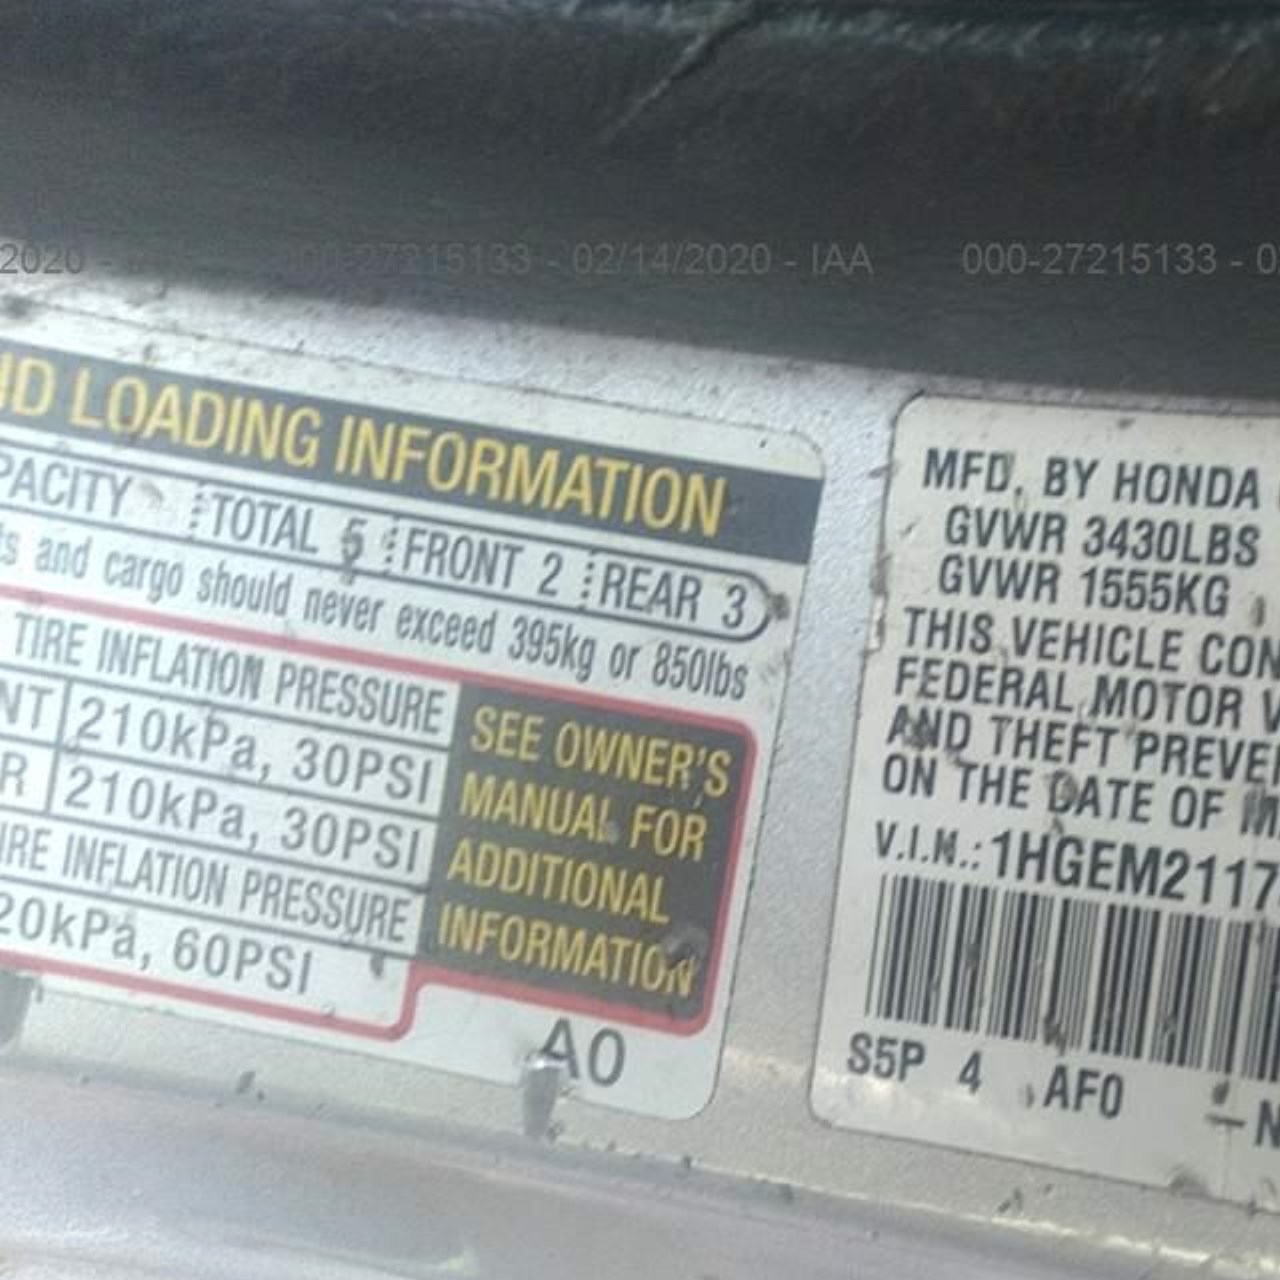 2020 - 000-27215133 - 02/14/2020 - IAA 000-27215133 - 0
ND LOADING INFORMATION
PACITY TOTAL 5 FRONT 2 REAR 3
ts and cargo should never exceed 395kg or 850lbs
TIRE INFLATION PRESSURE
NT 210kPa, 30PSI
R 210kPa, 30PSI
IRE INFLATION PRESSURE
20kPa, 60PSI
SEE OWNER'S
MANUAL FOR
ADDITIONAL
INFORMATION
A0
MFD. BY HONDA
GVWR 3430LBS
GVWR 1555KG
THIS VEHICLE CON
FEDERAL MOTOR V
AND THEFT PREVE
ON THE DATE OF M
V.I.N.: 1HGEM2117
S5P 4 AF0 - N